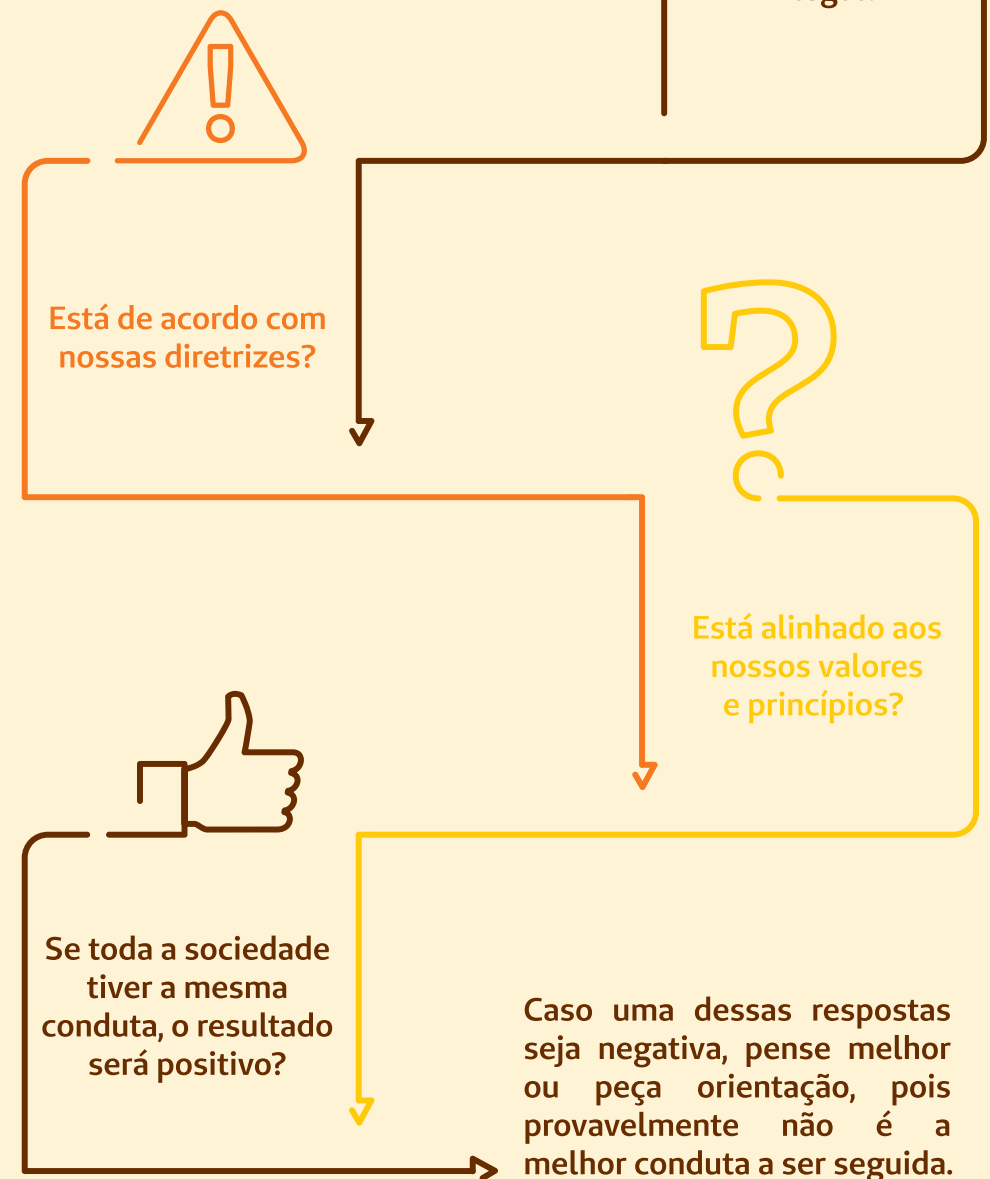 Está de acordo com
nossas diretrizes?
Está alinhado aos
nossos valores
e princípios?
Se toda a sociedade
tiver a mesma
conduta, o resultado
será positivo?
Caso uma dessas respostas
seja negativa, pense melhor
ou peça orientação, pois
provavelmente não é a
melhor conduta a ser seguida.